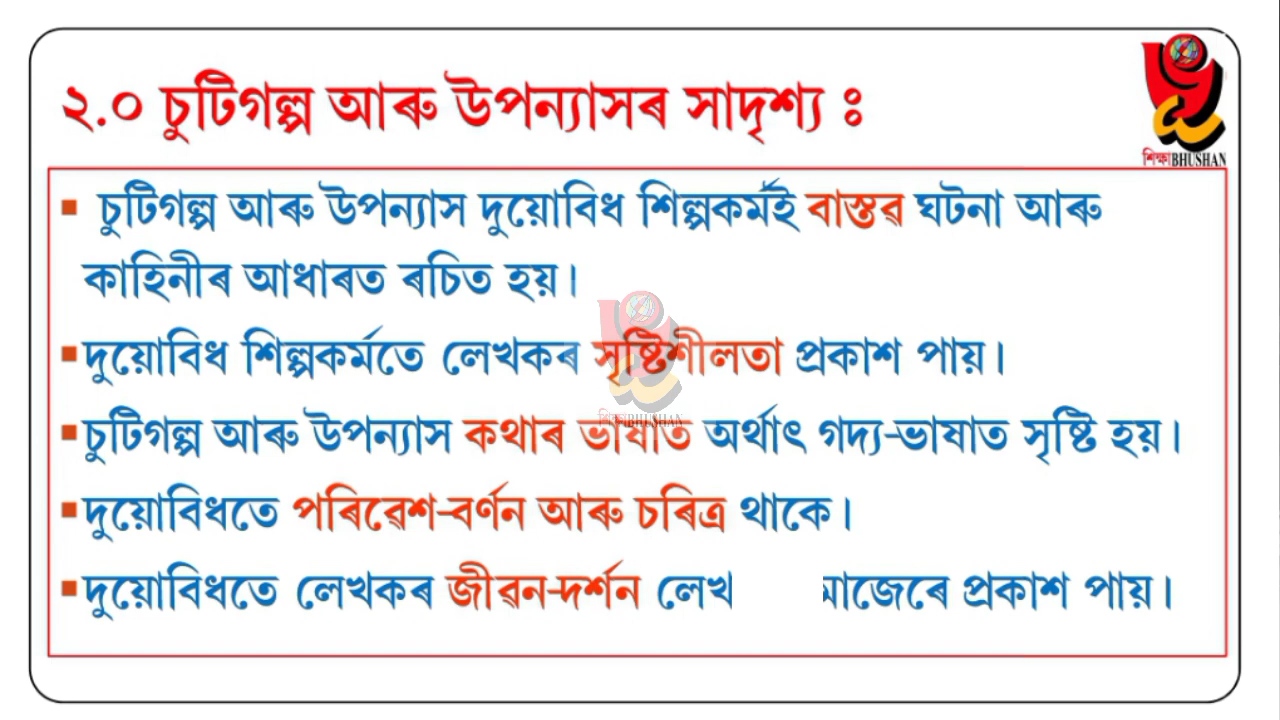 ২.০ চুটিগল্প আৰু উপন্যাসৰ সাদৃশ্য ঃ
শিক্ষাBHUSHAN
▪ চুটিগল্প আৰু উপন্যাস দুয়োবিধ শিল্পকৰ্মই বাস্তৱ ঘটনা আৰু
কাহিনীৰ আধাৰত ৰচিত হয়।
▪দুয়োবিধ শিল্পকৰ্মতে লেখকৰ সৃষ্টিশীলতা প্ৰকাশ পায়।
শিক্ষাBHUSHAN
▪চুটিগল্প আৰু উপন্যাস কথাৰ ভাষাত অৰ্থাৎ গদ্য-ভাষাত সৃষ্টি হয়।
▪দুয়োবিধতে পৰিৱেশ-বৰ্ণন আৰু চৰিত্ৰ থাকে।
▪দুয়োবিধতে লেখকৰ জীৱন-দৰ্শন প্ৰকাশ পায়।